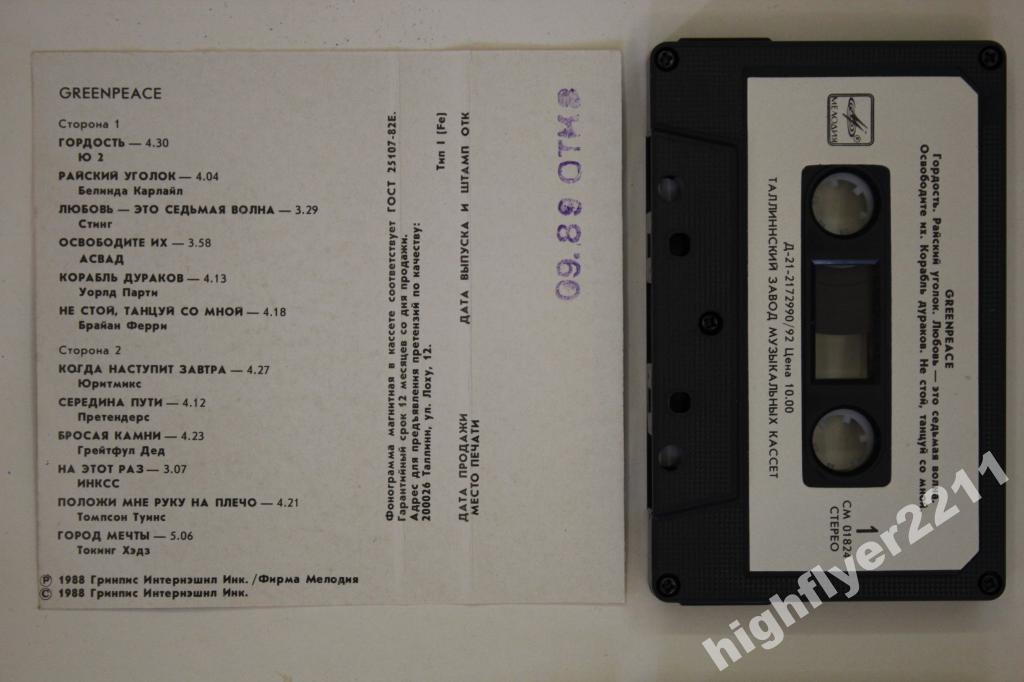 GREENPEACE
Сторона 1
ГОРДОСТЬ — 4.30
Ю 2
РАЙСКИЙ УГОЛОК — 4.04
Белинда Карлайл
ЛЮБОВЬ — ЭТО СЕДЬМАЯ ВОЛНА — 3.29
Стинг
ОСВОБОДИТЕ ИХ — 3.58
АСВАД
КОРАБЛЬ ДУРАКОВ — 4.13
Уорлд Парти
НЕ СТОЙ, ТАНЦУЙ СО МНОЙ — 4.18
Брайан Ферри
Сторона 2
КОГДА НАСТУПИТ ЗАВТРА — 4.27
Юритмикс
СЕРЕДИНА ПУТИ — 4.12
Претендерс
БРОСАЯ КАМНИ — 4.23
Грейтфул Дед
НА ЭТОТ РАЗ — 3.07
ИНКСС
ПОЛОЖИ МНЕ РУКУ НА ПЛЕЧО — 4.21
Томпсон Туинс
ГОРОД МЕЧТЫ — 5.06
Токинг Хэдз
Ⓟ 1988 Гринпис Интернэшнл Инк. /Фирма Мелодия
© 1988 Гринпис Интернэшнл Инк.
Фонограмма магнитная в кассете соответствует ГОСТ 25107-82Е.
Гарантийный срок 12 месяцев со дня продажи.
Адрес для предъявления претензий по качеству:
200026 Таллинн, ул. Лоху, 12.
Тип I (Fe)
ДАТА ВЫПУСКА И ШТАМП ОТК
ДАТА ПРОДАЖИ
МЕСТО ПЕЧАТИ
09.89 ОТК 8
МЕЛОДИЯ
GREENPEACE
Гордость. Райский уголок. Любовь — это седьмая волна.
Освободите их. Корабль дураков. Не стой, танцуй со мной
Д-21-2172990/92 Цена 10.00
ТАЛЛИННСКИЙ ЗАВОД МУЗЫКАЛЬНЫХ КАССЕТ
1
СМ 01824
СТЕРЕО
highflyer2211